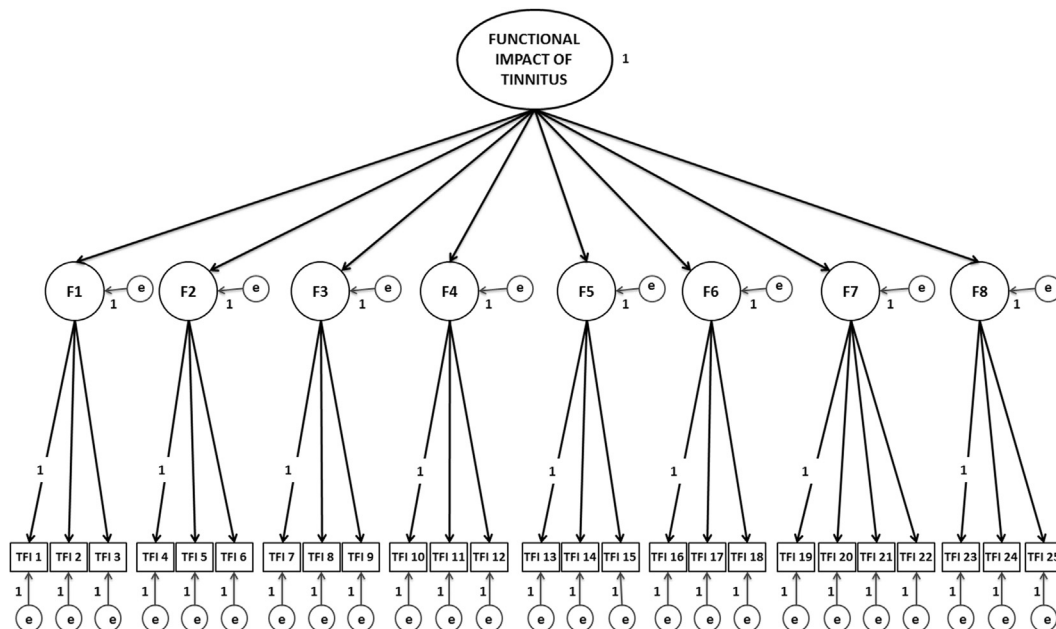 FUNCTIONAL
IMPACT OF
TINNITUS
1
F1 e F2 e F3 e F4 e F5 e F6 e F7 e F8 e
1 1 1 1 1 1 1 1
1 1 1 1 1 1 1 1
TFI 1 TFI 2 TFI 3 TFI 4 TFI 5 TFI 6 TFI 7 TFI 8 TFI 9 TFI 10 TFI 11 TFI 12 TFI 13 TFI 14 TFI 15 TFI 16 TFI 17 TFI 18 TFI 19 TFI 20 TFI 21 TFI 22 TFI 23 TFI 24 TFI 25
1 1 1 1 1 1 1 1 1 1 1 1 1 1 1 1 1 1 1 1 1 1 1 1 1
e e e e e e e e e e e e e e e e e e e e e e e e e